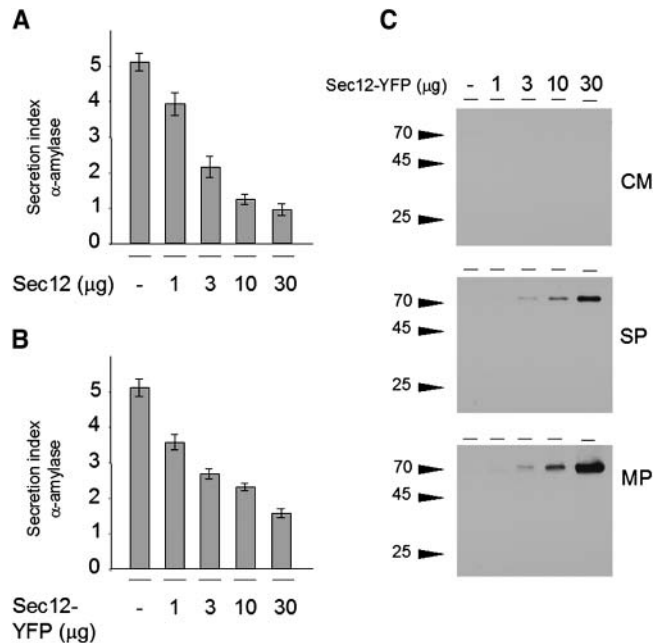 A
Secretion index
α-amylase
5
4
3
2
1
0
Sec12 (µg)
- 1 3 10 30
B
Secretion index
α-amylase
5
4
3
2
1
0
Sec12-
YFP (µg)
- 1 3 10 30
C
Sec12-YFP (µg) - 1 3 10 30
70
45
25
CM
70
45
25
SP
70
45
25
MP